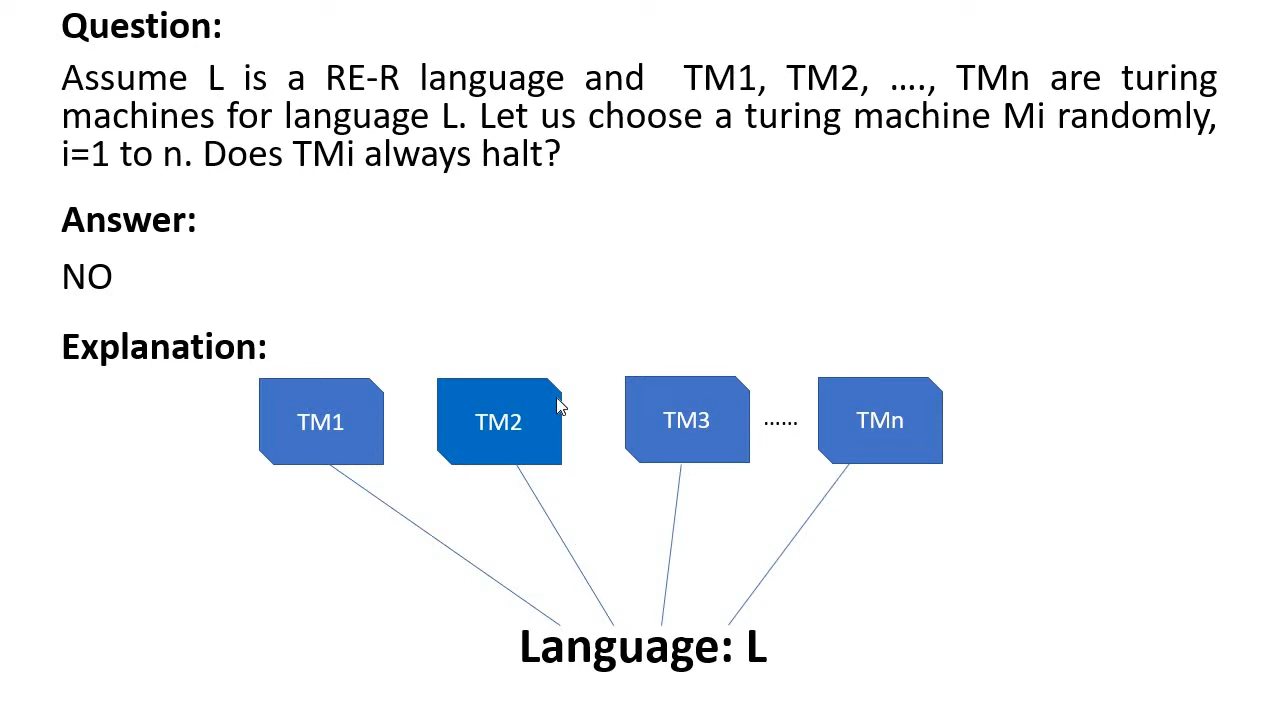 Question:
Assume L is a RE-R language and TM1, TM2, ...., TMn are turing
machines for language L. Let us choose a turing machine Mi randomly,
i=1 to n. Does TMi always halt?
Answer:
NO
Explanation:
TM1 TM2 TM3 ...... TMn
Language: L